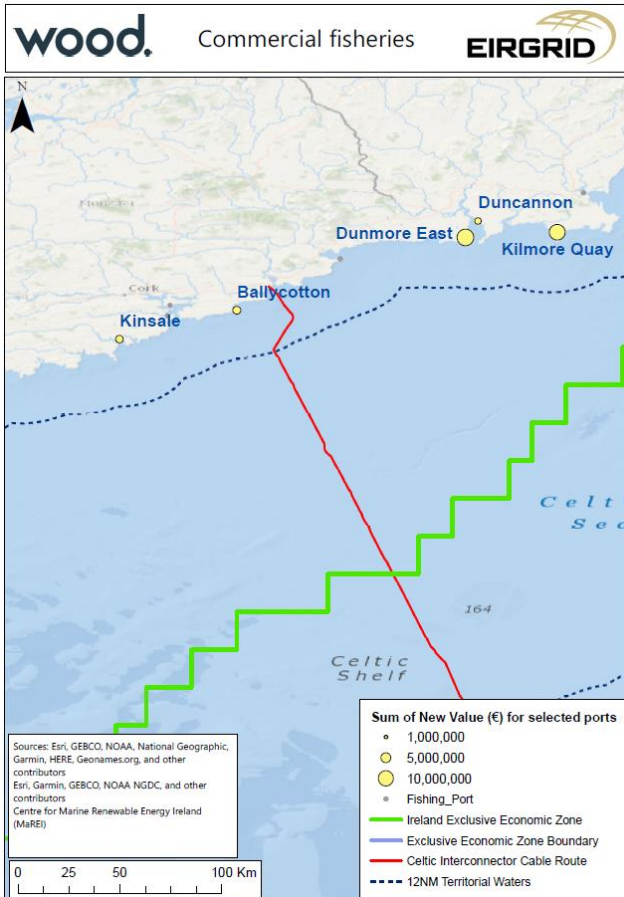 wood.
Commercial fisheries
EIRGRID
N
Munster
Duncannon
Dunmore East
Kilmore Quay
Cork
Ballycotton
Kinsale
Celt
Sea
164
Celtic
Shelf
Sources: Esri, GEBCO, NOAA, National Geographic,
Garmin, HERE, Geonames.org, and other
contributors
Esri, Garmin, GEBCO, NOAA NGDC, and other
contributors
Centre for Marine Renewable Energy Ireland
(MaREI)
0 25 50 100 Km
Sum of New Value (€) for selected ports
1,000,000
5,000,000
10,000,000
Fishing_Port
Ireland Exclusive Economic Zone
Exclusive Economic Zone Boundary
Celtic Interconnector Cable Route
12NM Territorial Waters